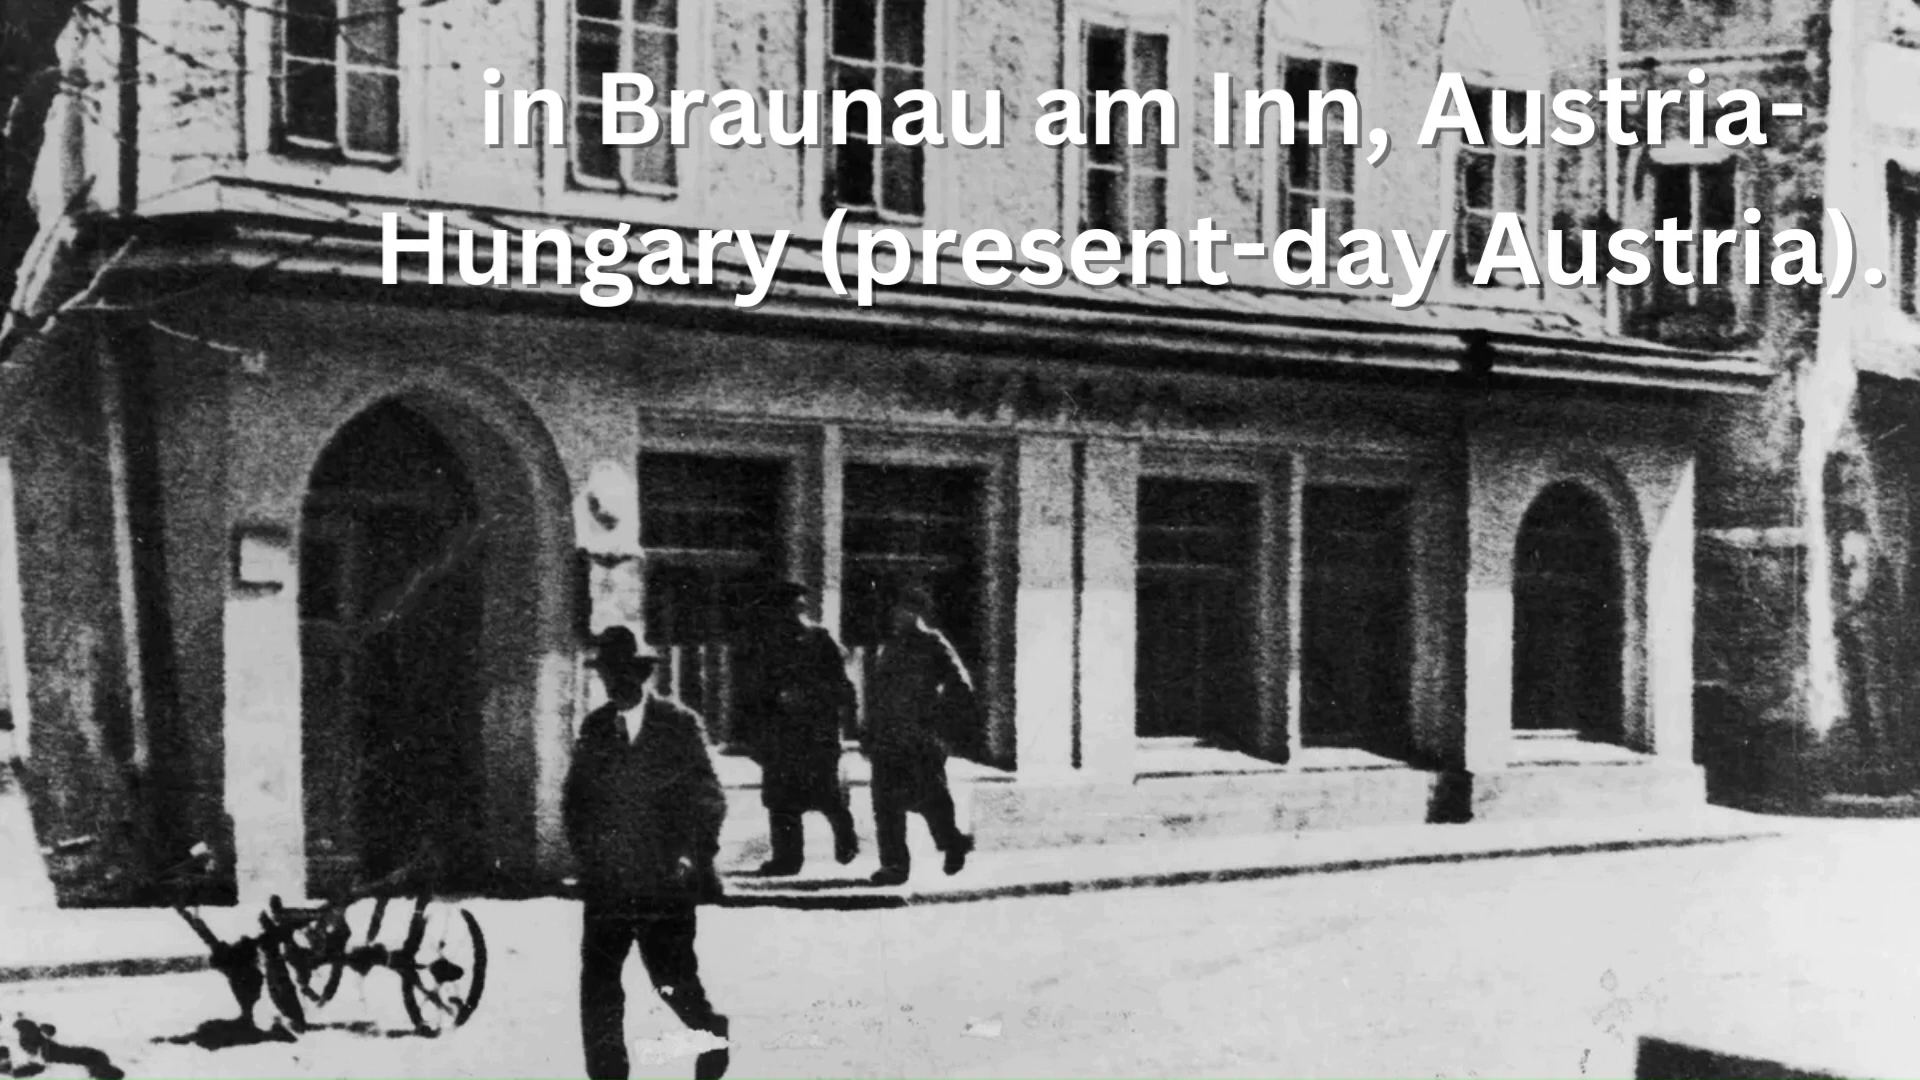 in Braunau am Inn, Austria-
Hungary (present-day Austria).